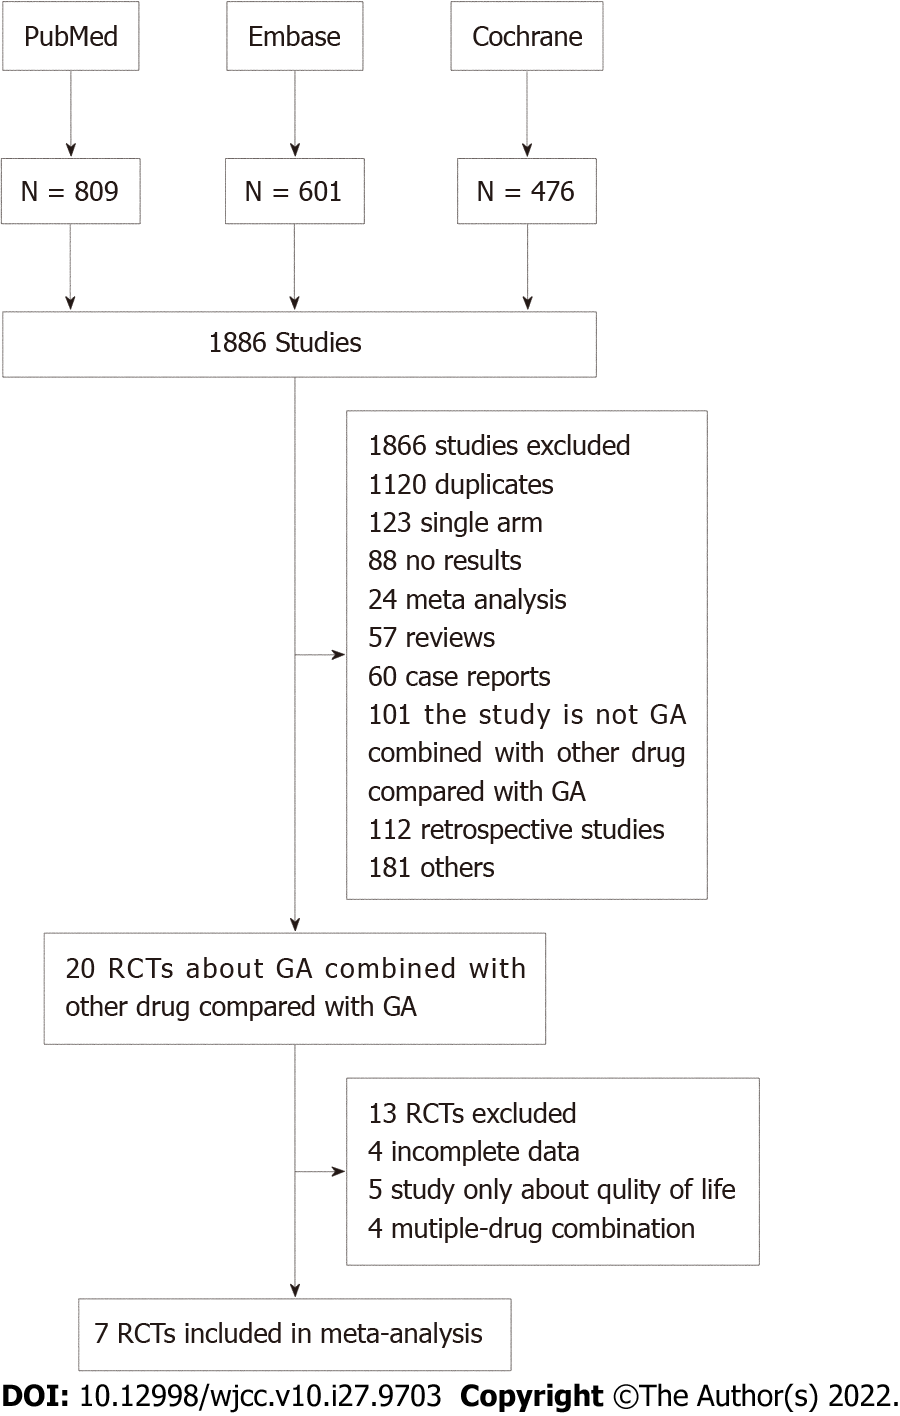 PubMed
Embase
Cochrane
N = 809
N = 601
N = 476
1886 Studies
1866 studies excluded
1120 duplicates
123 single arm
88 no results
24 meta analysis
57 reviews
60 case reports
101 the study is not GA
combined with other drug
compared with GA
112 retrospective studies
181 others
20 RCTs about GA combined with
other drug compared with GA
13 RCTs excluded
4 incomplete data
5 study only about qulity of life
4 mutiple-drug combination
7 RCTs included in meta-analysis
DOI: 10.12998/wjcc.v10.i27.9703 Copyright ©The Author(s) 2022.